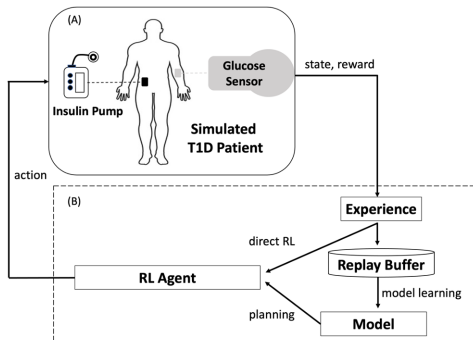 (A)
Glucose
Sensor
state, reward
Insulin Pump
Simulated
T1D Patient
action
(B)
Experience
direct RL
Replay Buffer
RL Agent
model learning
planning
Model